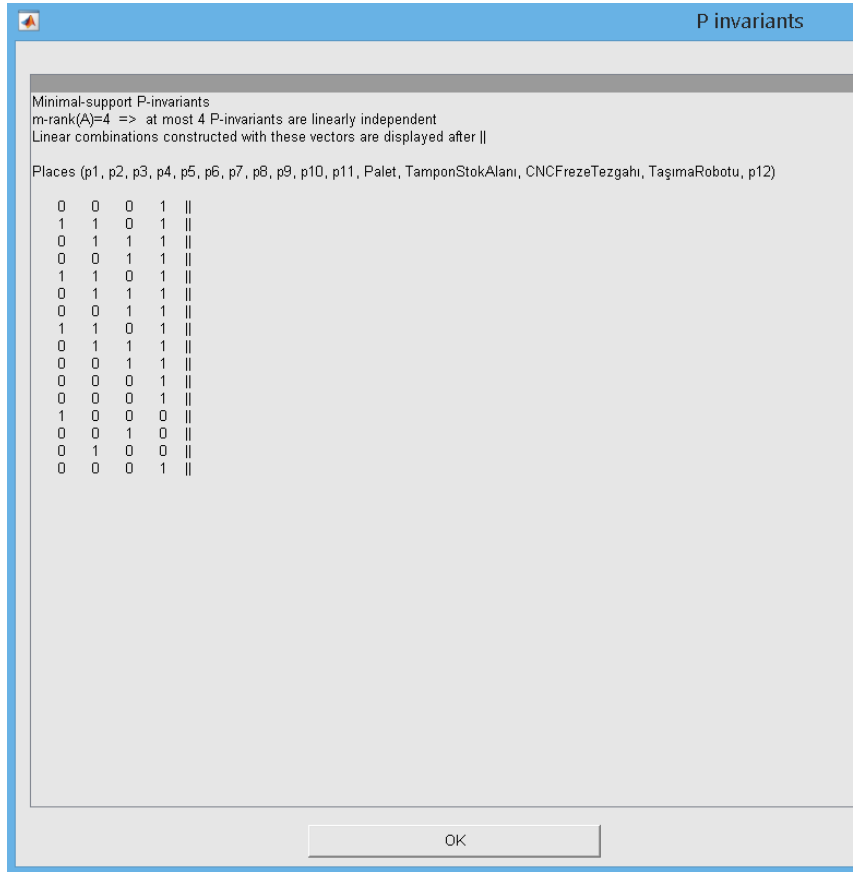 P invariants
Minimal-support P-invariants
m-rank(A)=4 => at most 4 P-invariants are linearly independent
Linear combinations constructed with these vectors are displayed after ||
Places (p1, p2, p3, p4, p5, p6, p7, p8, p9, p10, p11, Palet, TamponStokAlanı, CNCFrezeTezgahı, TaşımaRobotu, p12)
0 0 0 1 ||
1 1 0 1 ||
0 1 1 1 ||
0 0 1 1 ||
1 1 0 1 ||
0 1 1 1 ||
0 0 1 1 ||
1 1 0 1 ||
0 1 1 1 ||
0 0 1 1 ||
0 0 0 1 ||
0 0 0 1 ||
1 0 0 0 ||
0 0 1 0 ||
0 1 0 0 ||
0 0 0 1 ||
OK